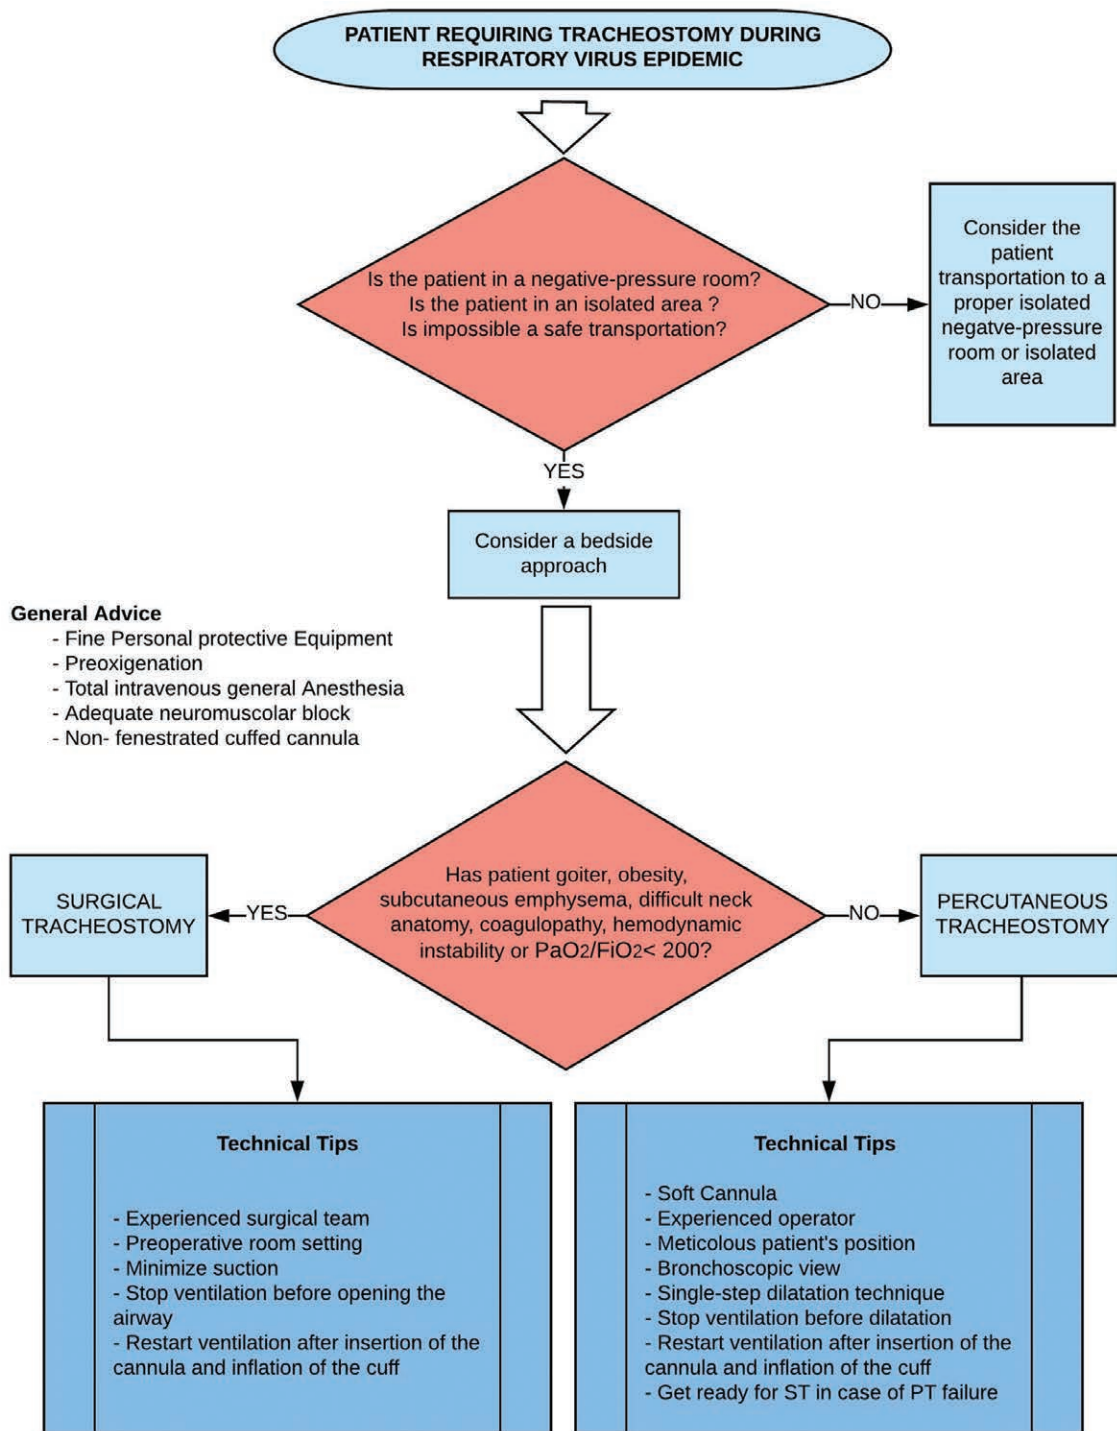 PATIENT REQUIRING TRACHEOSTOMY DURING
RESPIRATORY VIRUS EPIDEMIC
Is the patient in a negative-pressure room?
Is the patient in an isolated area ?
Is impossible a safe transportation?
NO
Consider the
patient
transportation to a
proper isolated
negatve-pressure
room or isolated
area
YES
Consider a bedside
approach
General Advice
- Fine Personal protective Equipment
- Preoxigenation
- Total intravenous general Anesthesia
- Adequate neuromuscolar block
- Non- fenestrated cuffed cannula
Has patient goiter, obesity,
subcutaneous emphysema, difficult neck
anatomy, coagulopathy, hemodynamic
instability or PaO2/FiO2< 200?
YES
SURGICAL
TRACHEOSTOMY
NO
PERCUTANEOUS
TRACHEOSTOMY
Technical Tips
- Experienced surgical team
- Preoperative room setting
- Minimize suction
- Stop ventilation before opening the
airway
- Restart ventilation after insertion of the
cannula and inflation of the cuff
Technical Tips
- Soft Cannula
- Experienced operator
- Meticolous patient's position
- Bronchoscopic view
- Single-step dilatation technique
- Stop ventilation before dilatation
- Restart ventilation after insertion of the
cannula and inflation of the cuff
- Get ready for ST in case of PT failure